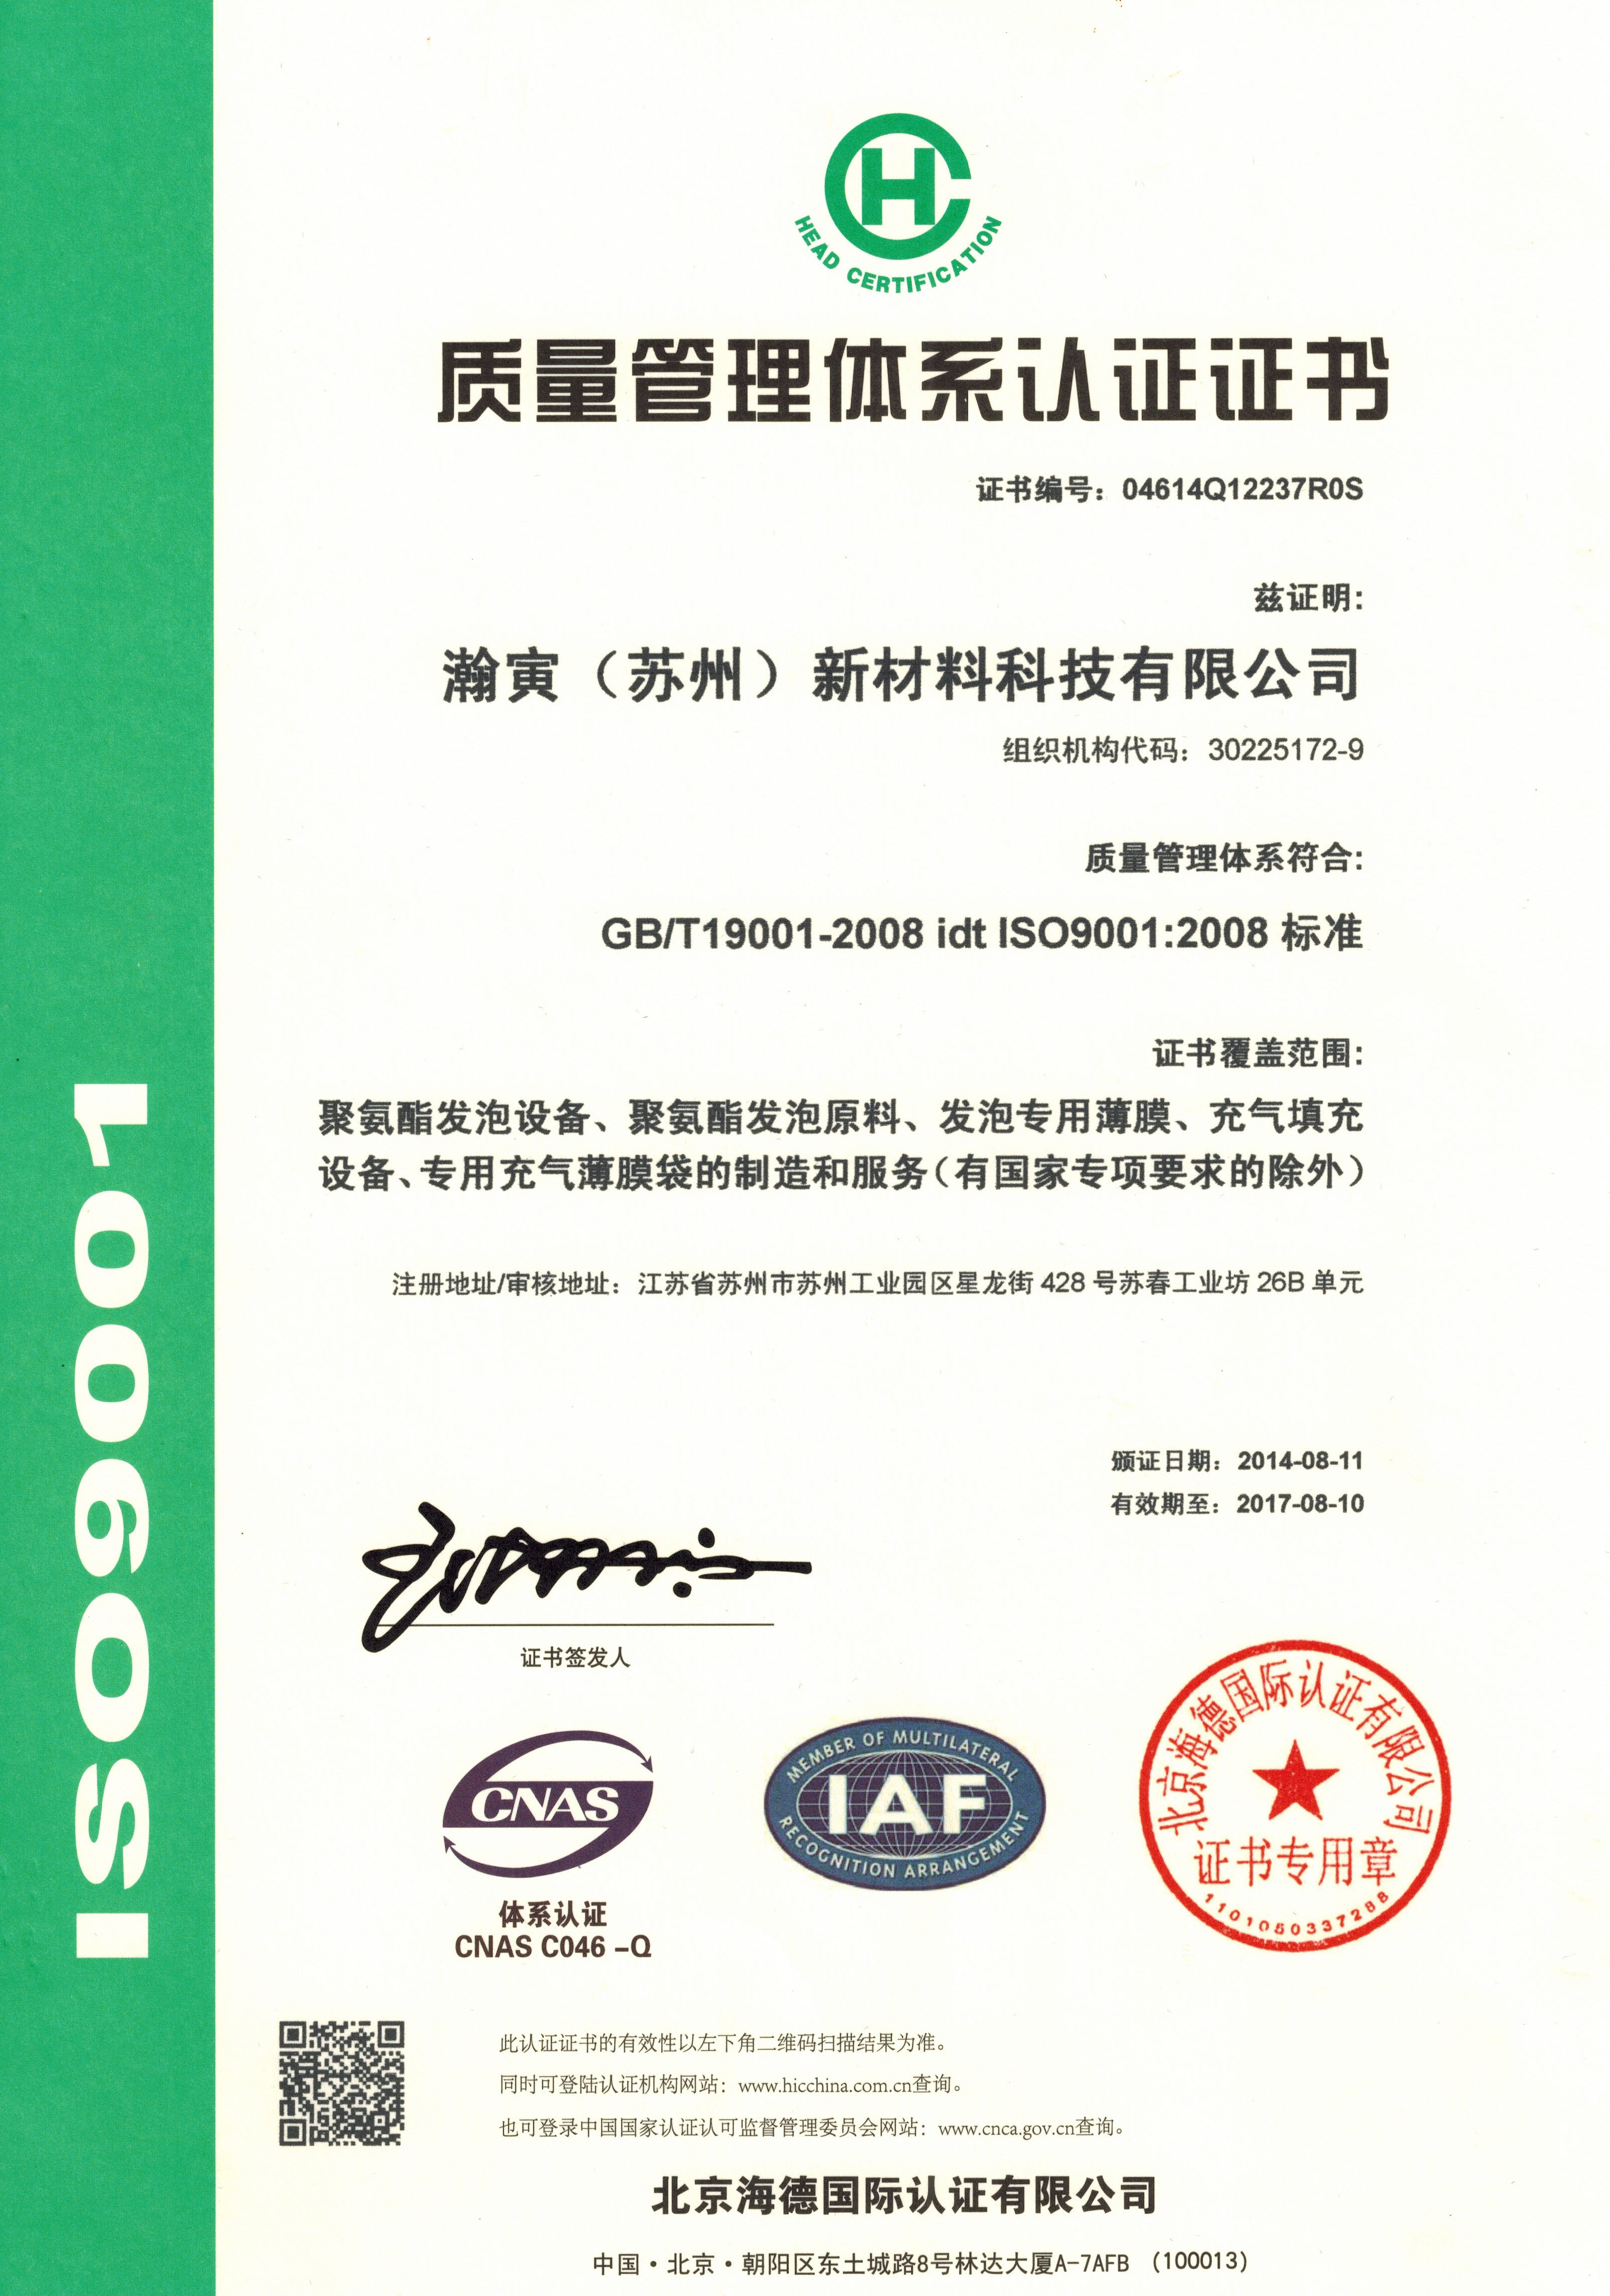 ISO9001
HC
HEAD CERTIFICATION
质量管理体系认证证书
证书编号：04614Q12237R0S
兹证明:
瀚寅（苏州）新材料科技有限公司
组织机构代码：30225172-9
质量管理体系符合:
GB/T19001-2008 idt ISO9001:2008 标准
证书覆盖范围:
聚氨酯发泡设备、聚氨酯发泡原料、发泡专用薄膜、充气填充
设备、专用充气薄膜袋的制造和服务（有国家专项要求的除外）
注册地址/审核地址：江苏省苏州市苏州工业园区星龙街 428 号苏春工业坊 26B 单元
颁证日期：2014-08-11
有效期至：2017-08-10
证书签发人
CNAS
体系认证
CNAS C046 –Q
MEMBER OF MULTILATERAL
IAF
RECOGNITION ARRANGEMENT
北京海德国际认证有限公司
证书专用章
1101050337288
此认证证书的有效性以左下角二维码扫描结果为准。
同时可登陆认证机构网站：www.hicchina.com.cn查询。
也可登录中国国家认证认可监督管理委员会网站：www.cnca.gov.cn查询。
北京海德国际认证有限公司
中国·北京·朝阳区东土城路8号林达大厦A-7AFB （100013）